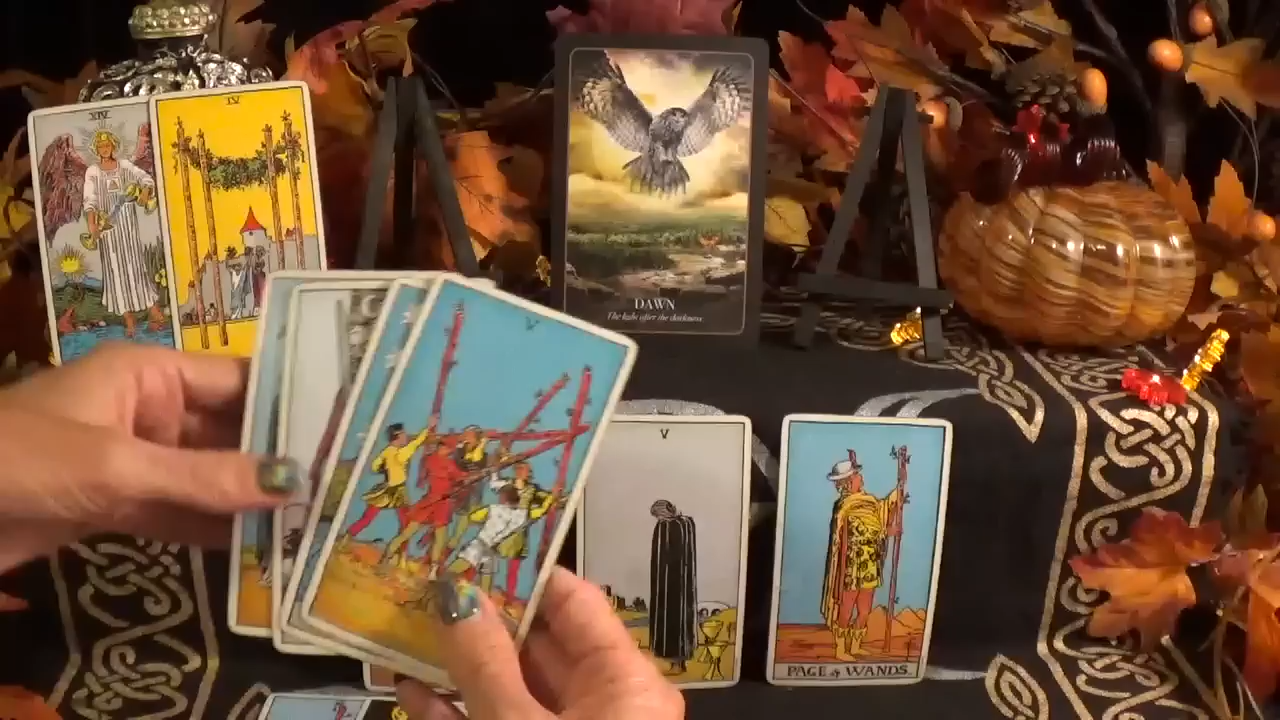 XIV
IV
DAWN
The light after the darkness
V
V
PAGE of WANDS.